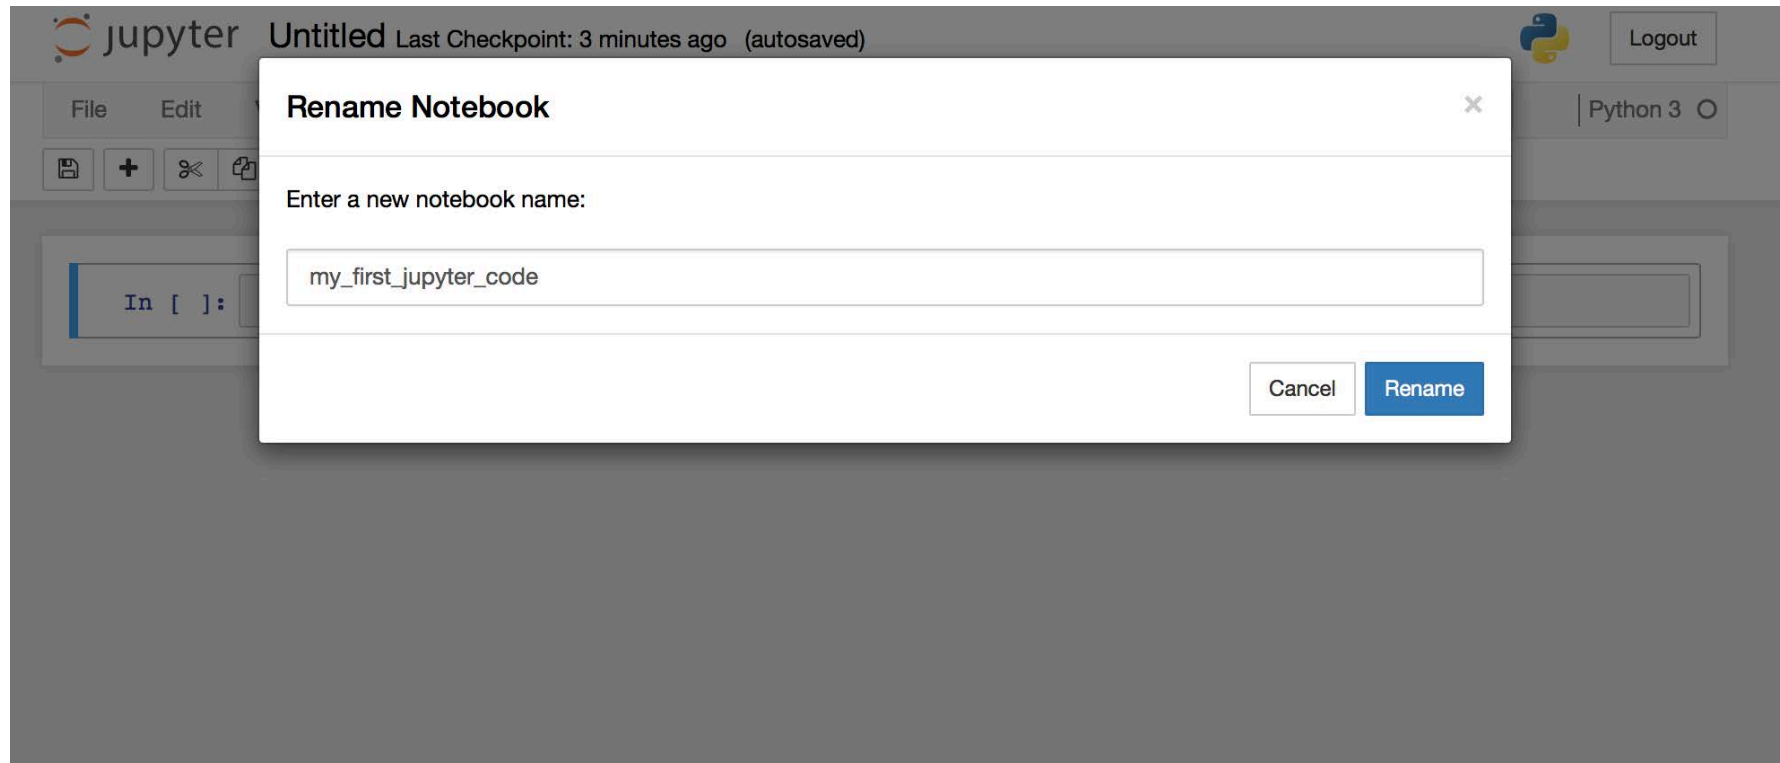 jupyter Untitled Last Checkpoint: 3 minutes ago (autosaved) Logout
File Edit Python 3
Rename Notebook ×
Enter a new notebook name:
In [ ]:
my_first_jupyter_code
Cancel Rename